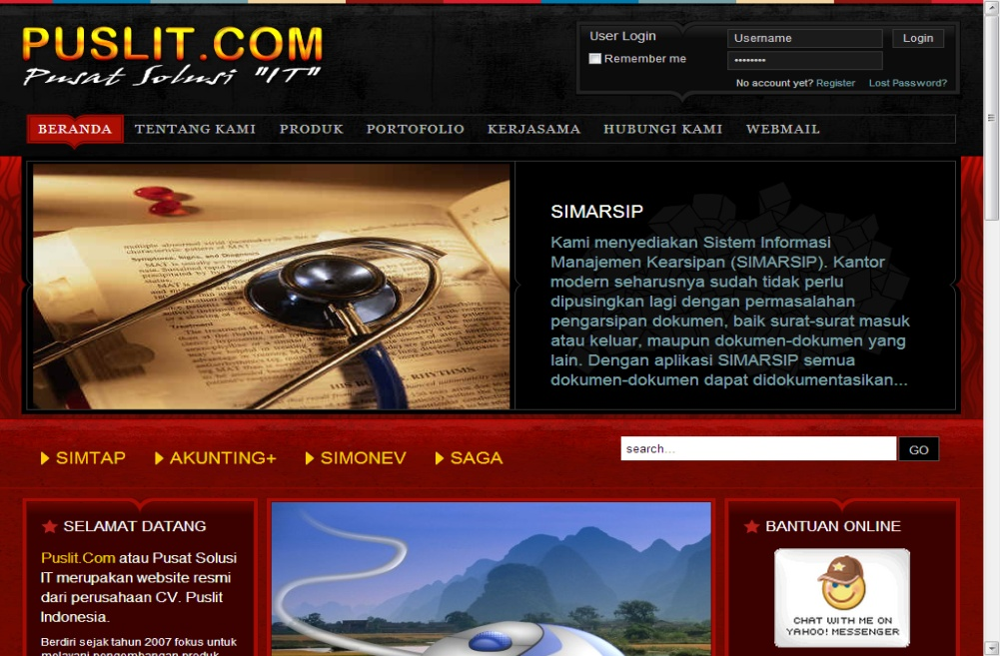 PUSLIT.COM
Pusat Solusi "IT"
User Login
Username
Login
Remember me
No account yet? Register Lost Password?
BERANDA TENTANG KAMI PRODUK PORTOFOLIO KERJASAMA HUBUNGI KAMI WEBMAIL
SIMARSIP
Kami menyediakan Sistem Informasi
Manajemen Kearsipan (SIMARSIP). Kantor
modern seharusnya sudah tidak perlu
dipusingkan lagi dengan permasalahan
pengarsipan dokumen, baik surat-surat masuk
atau keluar, maupun dokumen-dokumen yang
lain. Dengan aplikasi SIMARSIP semua
dokumen-dokumen dapat didokumentasikan...
SIMTAP AKUNTING+ SIMONEV SAGA
search...
GO
SELAMAT DATANG
Puslit.Com atau Pusat Solusi
IT merupakan website resmi
dari perusahaan CV. Puslit
Indonesia.
Berdiri sejak tahun 2007 fokus untuk
melayani pengembangan produk
BANTUAN ONLINE
CHAT WITH ME ON
YAHOO! MESSENGER